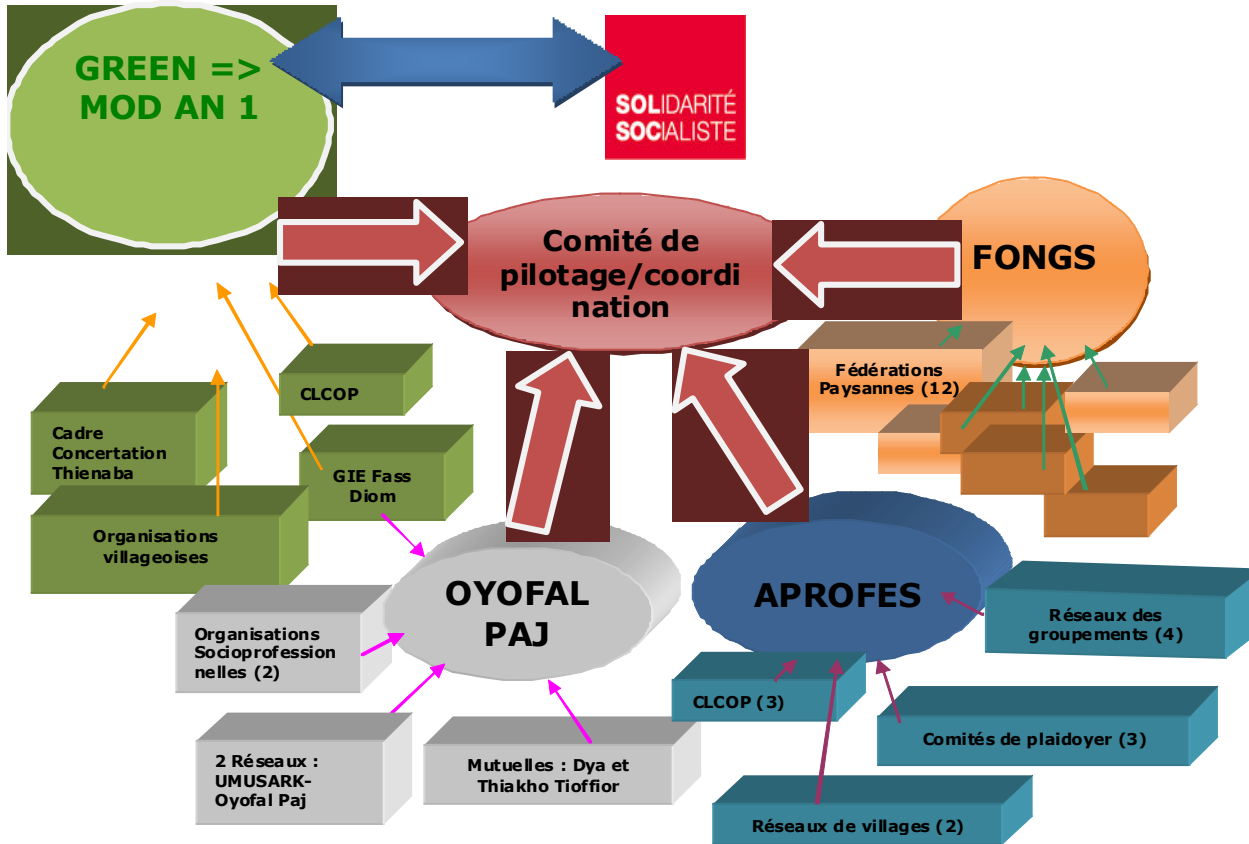 GREEN =>
MOD AN 1
SOLIDARITÉ
SOCIALISTE
Comité de
pilotage/coordi
nation
FONGS
Fédérations
Paysannes (12)
CLCOP
Cadre
Concertation
Thienaba
GIE Fass
Diom
Organisations
villageoises
OYOFAL
PAJ
APROFES
Organisations
Socioprofession
nelles (2)
Réseaux des
groupements (4)
CLCOP (3)
Comités de plaidoyer (3)
2 Réseaux :
UMUSARK-
Oyofal Paj
Mutuelles : Dya et
Thiakho Tioffior
Réseaux de villages (2)